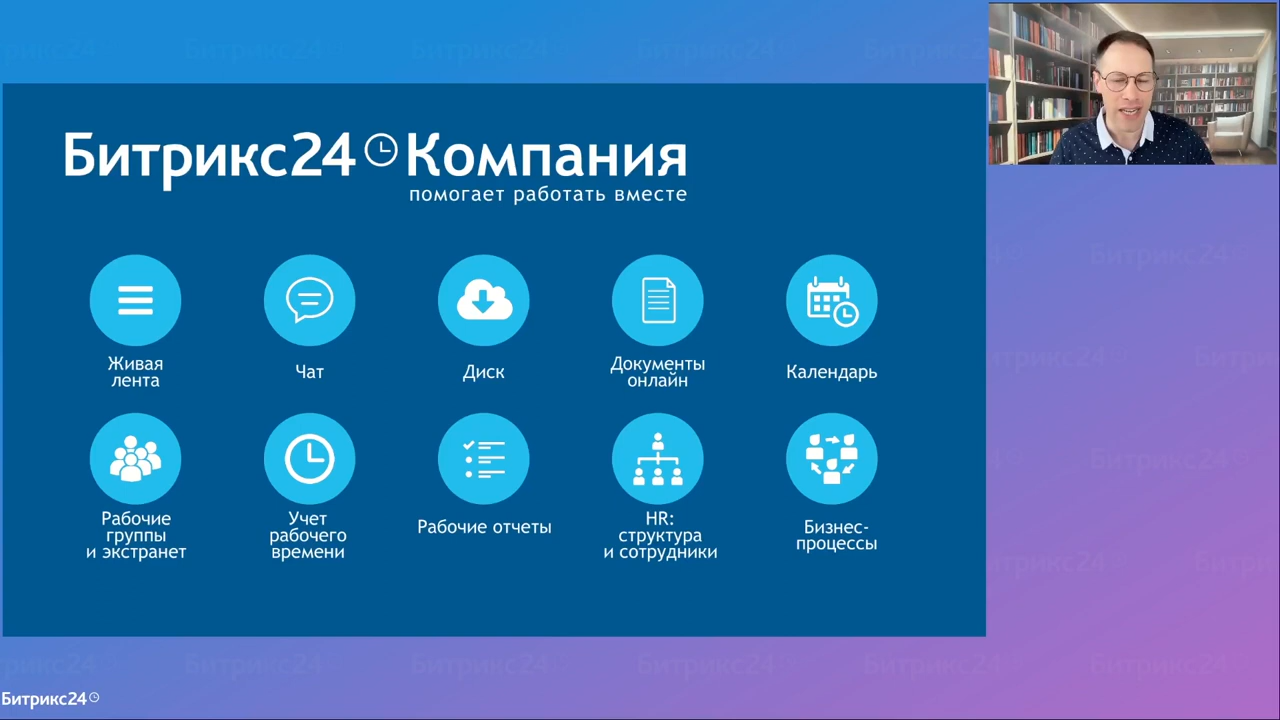 Битрикс24 Компания
помогает работать вместе
Живая
лента
Чат
Диск
Документы
онлайн
Календарь
Рабочие
группы
и экстранет
Учет
рабочего
времени
Рабочие отчеты
HR:
структура
и сотрудники
Бизнес-
процессы
Битрикс24